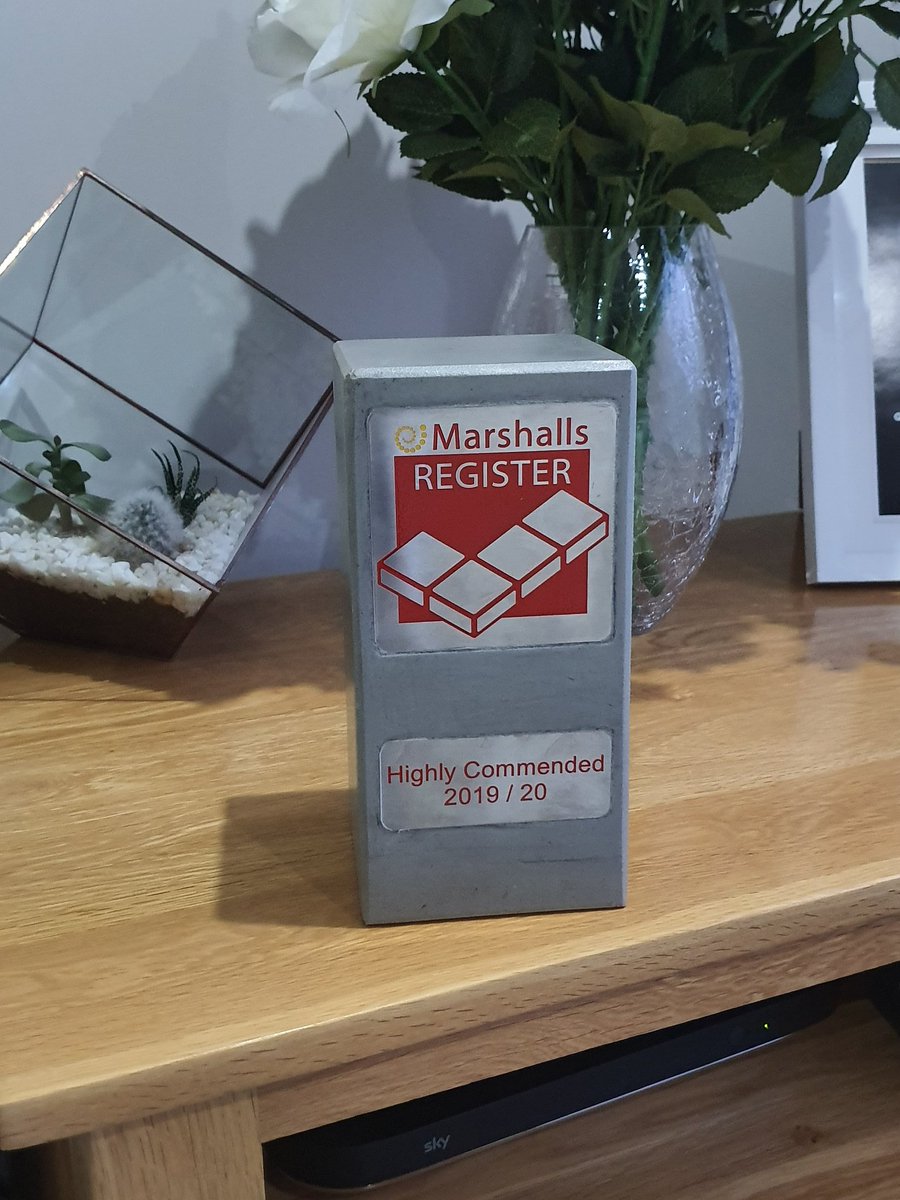 Marshalls
REGISTER
Highly Commended
2019 / 20
sky